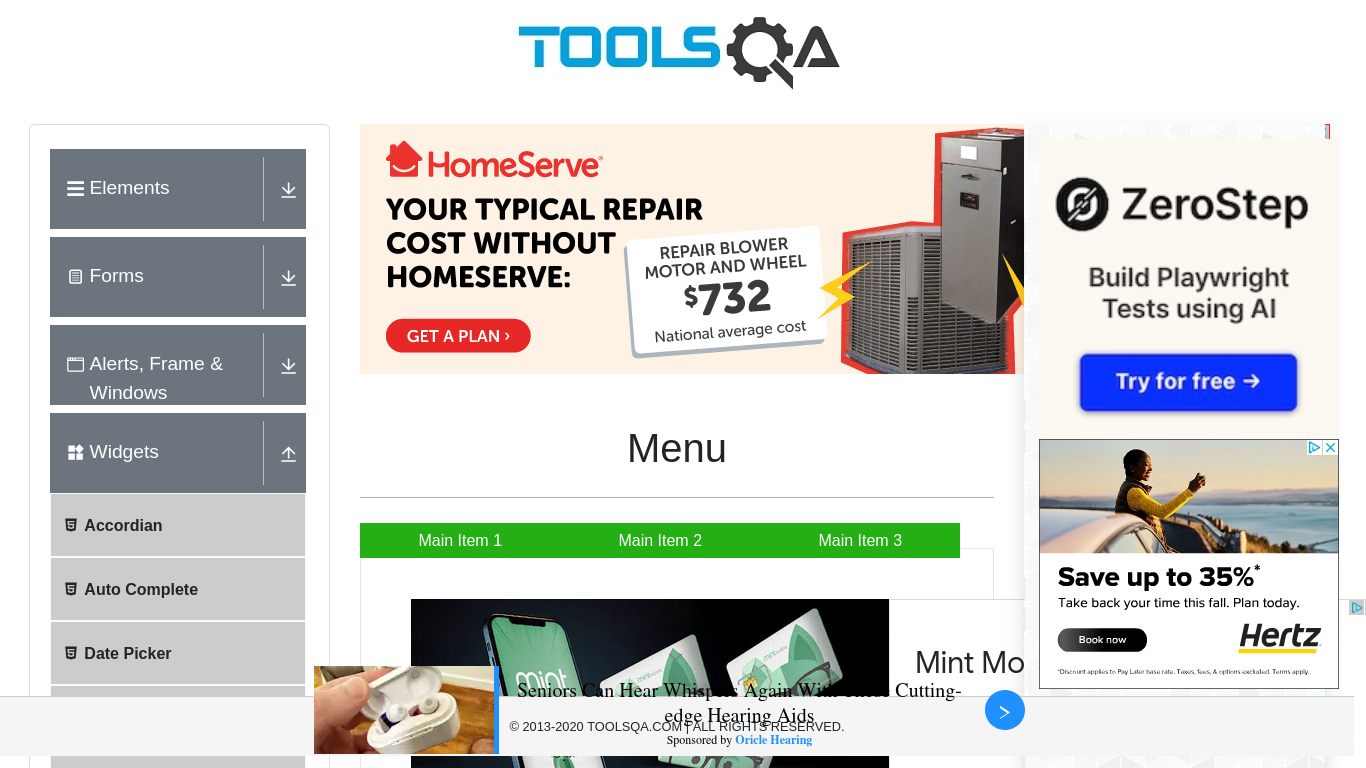 TOOLSQA
Elements
Forms
Alerts, Frame &
Windows
Widgets
Accordian
Auto Complete
Date Picker
HomeServe®
YOUR TYPICAL REPAIR
COST WITHOUT
HOMESERVE:
REPAIR BLOWER
MOTOR AND WHEEL
$732
National average cost
GET A PLAN ›
ZeroStep
Build Playwright
Tests using AI
Try for free →
Menu
Main Item 1 Main Item 2 Main Item 3
Save up to 35%*
Take back your time this fall. Plan today.
Book now
Hertz
*Discount applies to Pay Later base rate. Taxes, fees, & options excluded. Terms apply.
mint
Mint Mo
Seniors Can Hear Whispers Again With These Cutting-
edge Hearing Aids
© 2013-2020 TOOLSQA.COM | ALL RIGHTS RESERVED.
Sponsored by Oricle Hearing